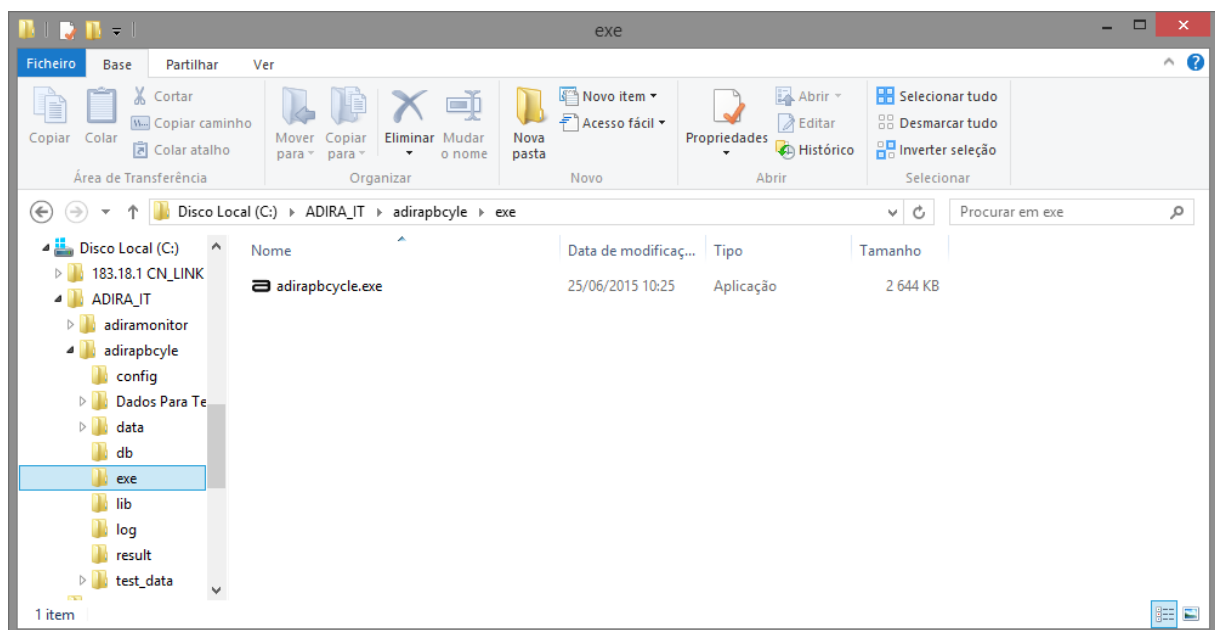 exe
Ficheiro Base Partilhar Ver
Copiar
Colar
Cortar
Copiar caminho
Colar atalho
Área de Transferência
Mover para
Copiar para
Eliminar
Mudar o nome
Organizar
Nova pasta
Novo item
Acesso fácil
Novo
Propriedades
Abrir
Editar
Histórico
Abrir
Selecionar tudo
Desmarcar tudo
Inverter seleção
Selecionar
Disco Local (C:) ADIRA_IT adirapbcyle exe
Procurar em exe
Disco Local (C:)
183.18.1 CN_LINK
ADIRA_IT
adiramonitor
adirapbcyle
config
Dados Para Te
data
db
exe
lib
log
result
test_data
Nome Data de modificaç... Tipo Tamanho
adirapbcycle.exe 25/06/2015 10:25 Aplicação 2 644 KB
1 item